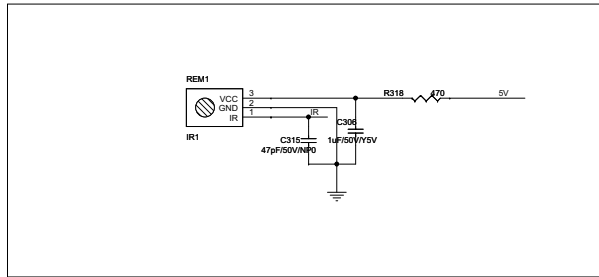 REM1
VCC 3
GND 2
IR 1
IR1
IR
R318 470 5V
C306
1uF/50V/Y5V
C315
47pF/50V/NP0